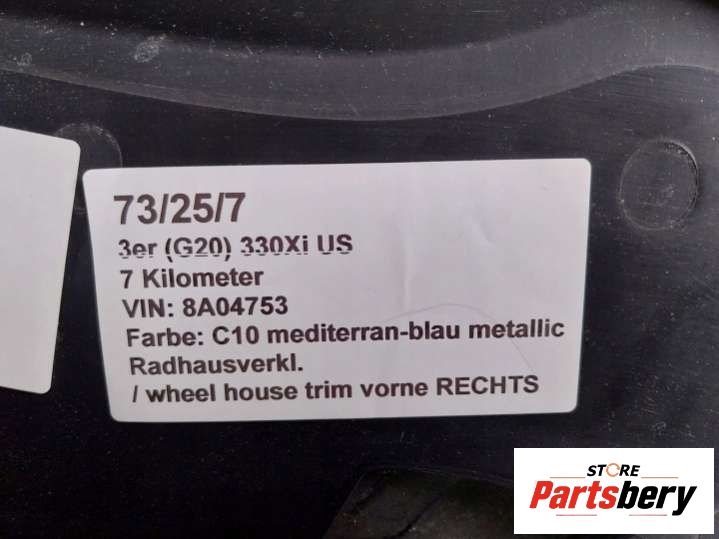 73/25/7
3er (G20) 330Xi US
7 Kilometer
VIN: 8A04753
Farbe: C10 mediterran-blau metallic
Radhausverkl.
/ wheel house trim vorne RECHTS
STORE
Partsbery